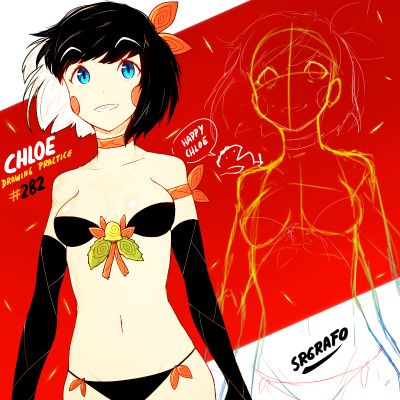 CHLOE
DRAWING PRACTICE
#282
HAPPY
CHLOE
SRGRAFO